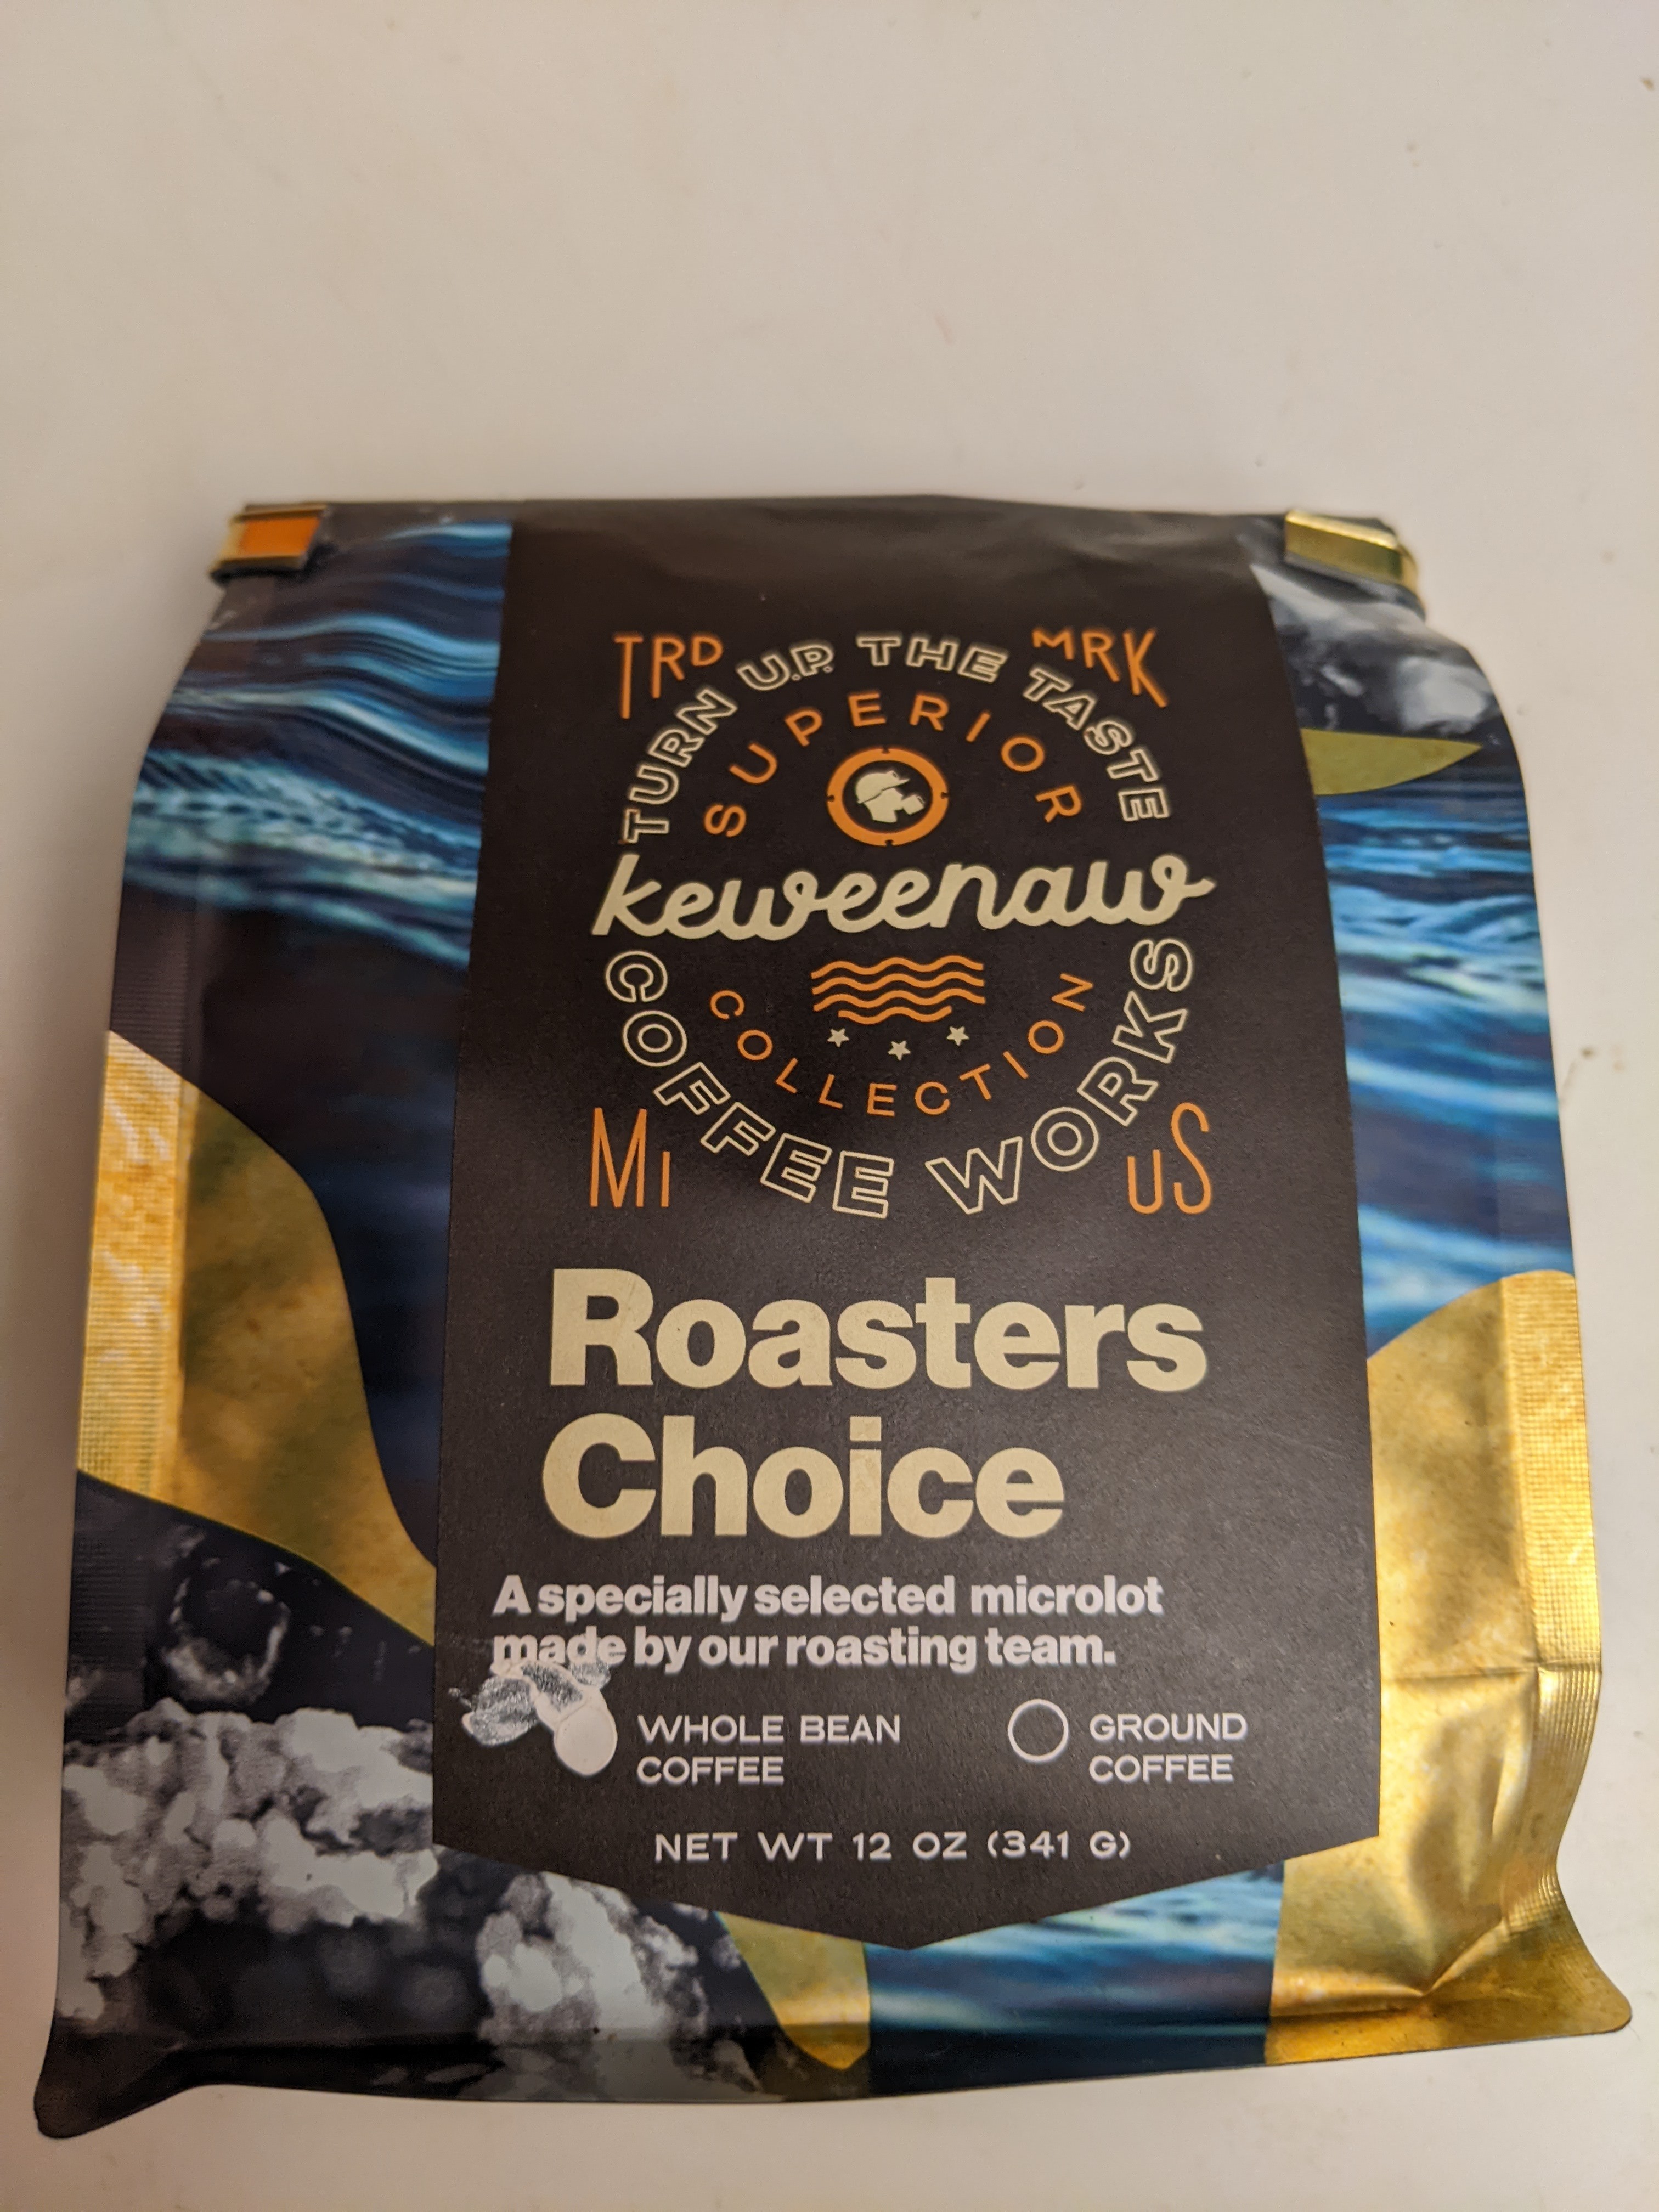 TRD
MRK
TURN U.P. THE TASTE
SUPERIOR
keweenaw
COLLECTION
COFFEE WORKS
MI
US
Roasters
Choice
A specially selected microlot
made by our roasting team.
WHOLE BEAN
COFFEE
GROUND
COFFEE
NET WT 12 OZ (341 G)